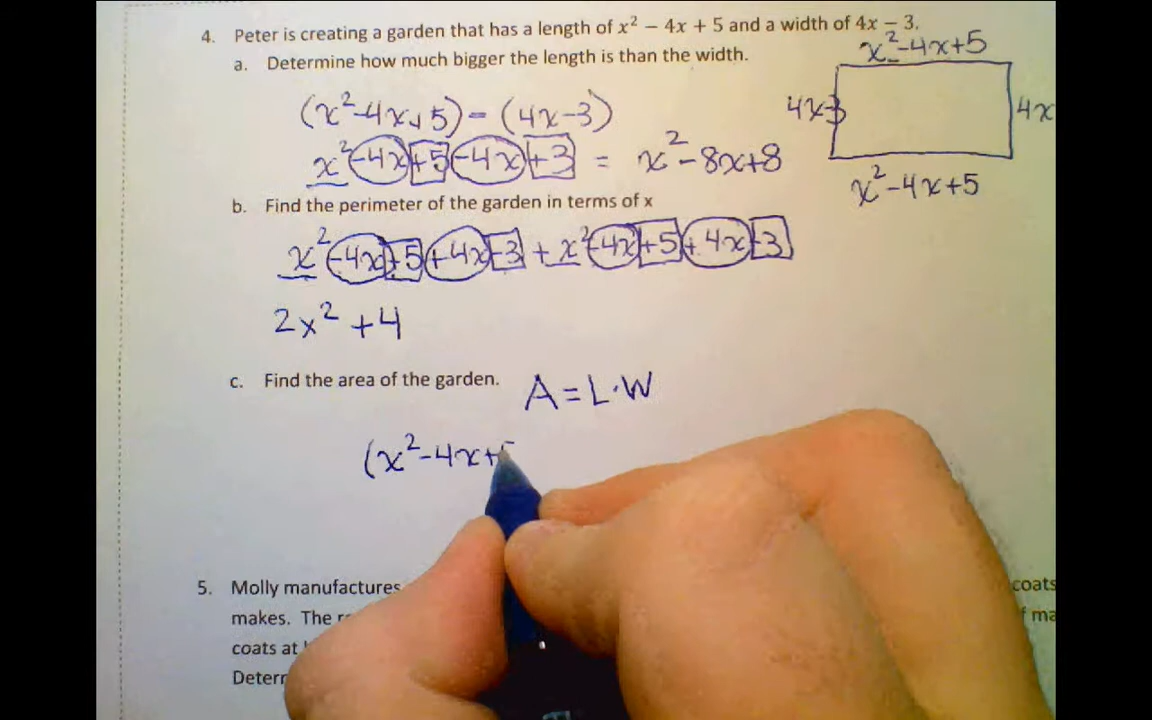 4. Peter is creating a garden that has a length of x² − 4x + 5 and a width of 4x − 3.
a. Determine how much bigger the length is than the width.
x²-4x+5
4x-3
4x
x²-4x+5
(x²-4x+5)-(4x-3)
x²-4x+5-4x+3 = x²-8x+8
b. Find the perimeter of the garden in terms of x
x²-4x+5+4x-3+x²-4x+5+4x-3
2x²+4
c. Find the area of the garden.
A=L·W
(x²-4x+5
5. Molly manufactures coats
makes. The
coats at